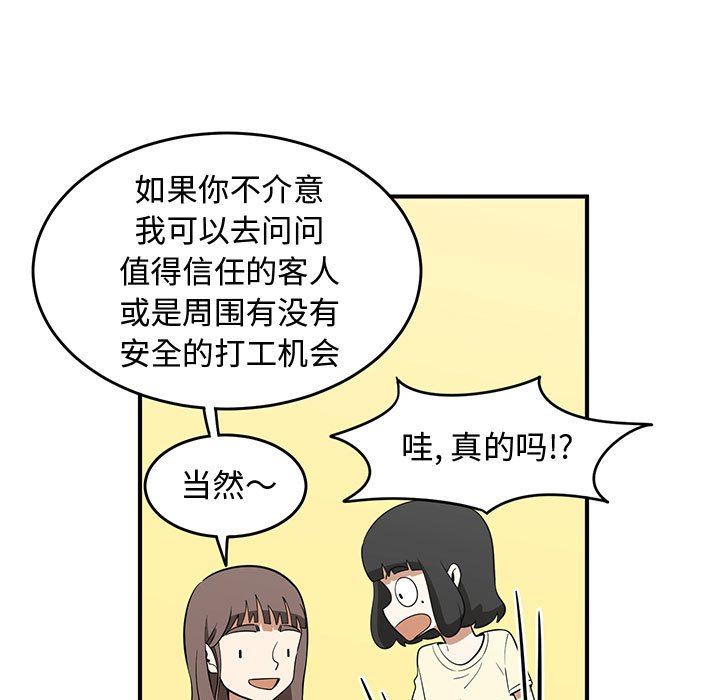 如果你不介意
我可以去问问
值得信任的客人
或是周围有没有
安全的打工机会
哇, 真的吗!?
当然～